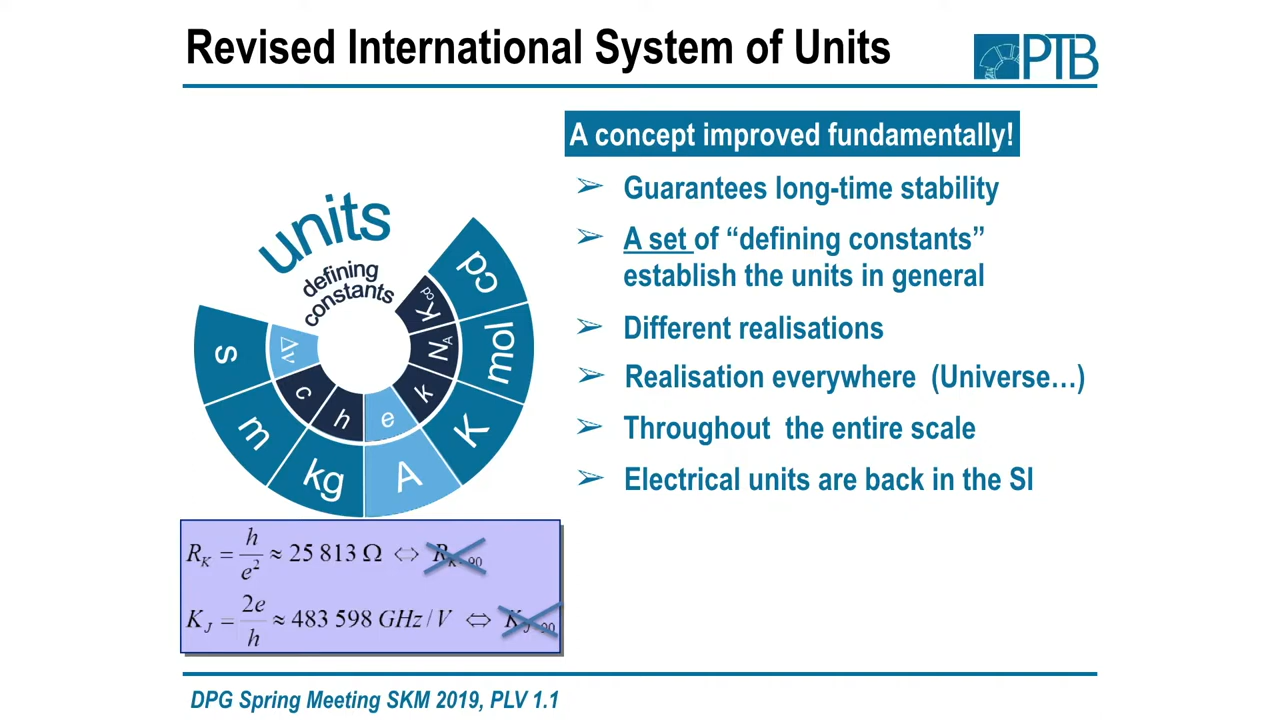 Revised International System of Units
PTB
A concept improved fundamentally!
➢ Guarantees long-time stability
➢ A set of “defining constants”
establish the units in general
➢ Different realisations
➢ Realisation everywhere (Universe…)
➢ Throughout the entire scale
➢ Electrical units are back in the SI
units
defining
constants
s
m
kg
A
K
mol
cd
Δν
c
h
e
k
N_A
K_cd
R_K = h/e² ≈ 25 813 Ω ⇔ R_K-90
K_J = 2e/h ≈ 483 598 GHz / V ⇔ K_J-90
DPG Spring Meeting SKM 2019, PLV 1.1